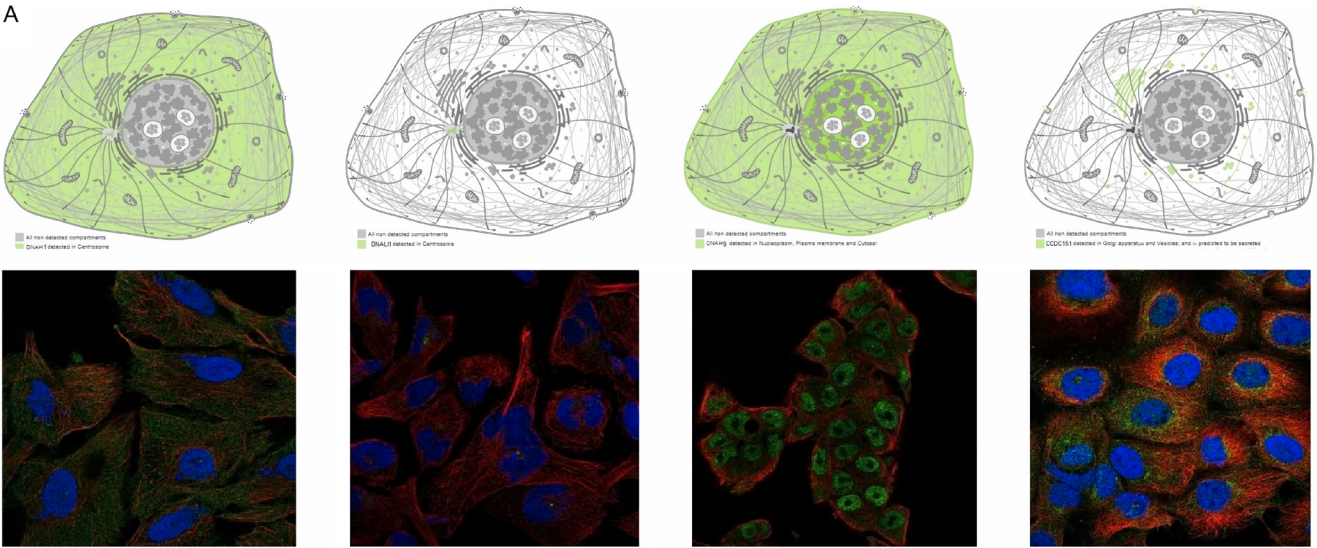 A
All non detected compartments
DNAH1 detected in Centrosome
All non detected compartments
DNALI1 detected in Centrosome
All non detected compartments
DNAH9 detected in Nucleoplasm, Plasma membrane and Cytosol
All non detected compartments
CCDC151 detected in Golgi apparatus and Vesicles, and is predicted to be secreted